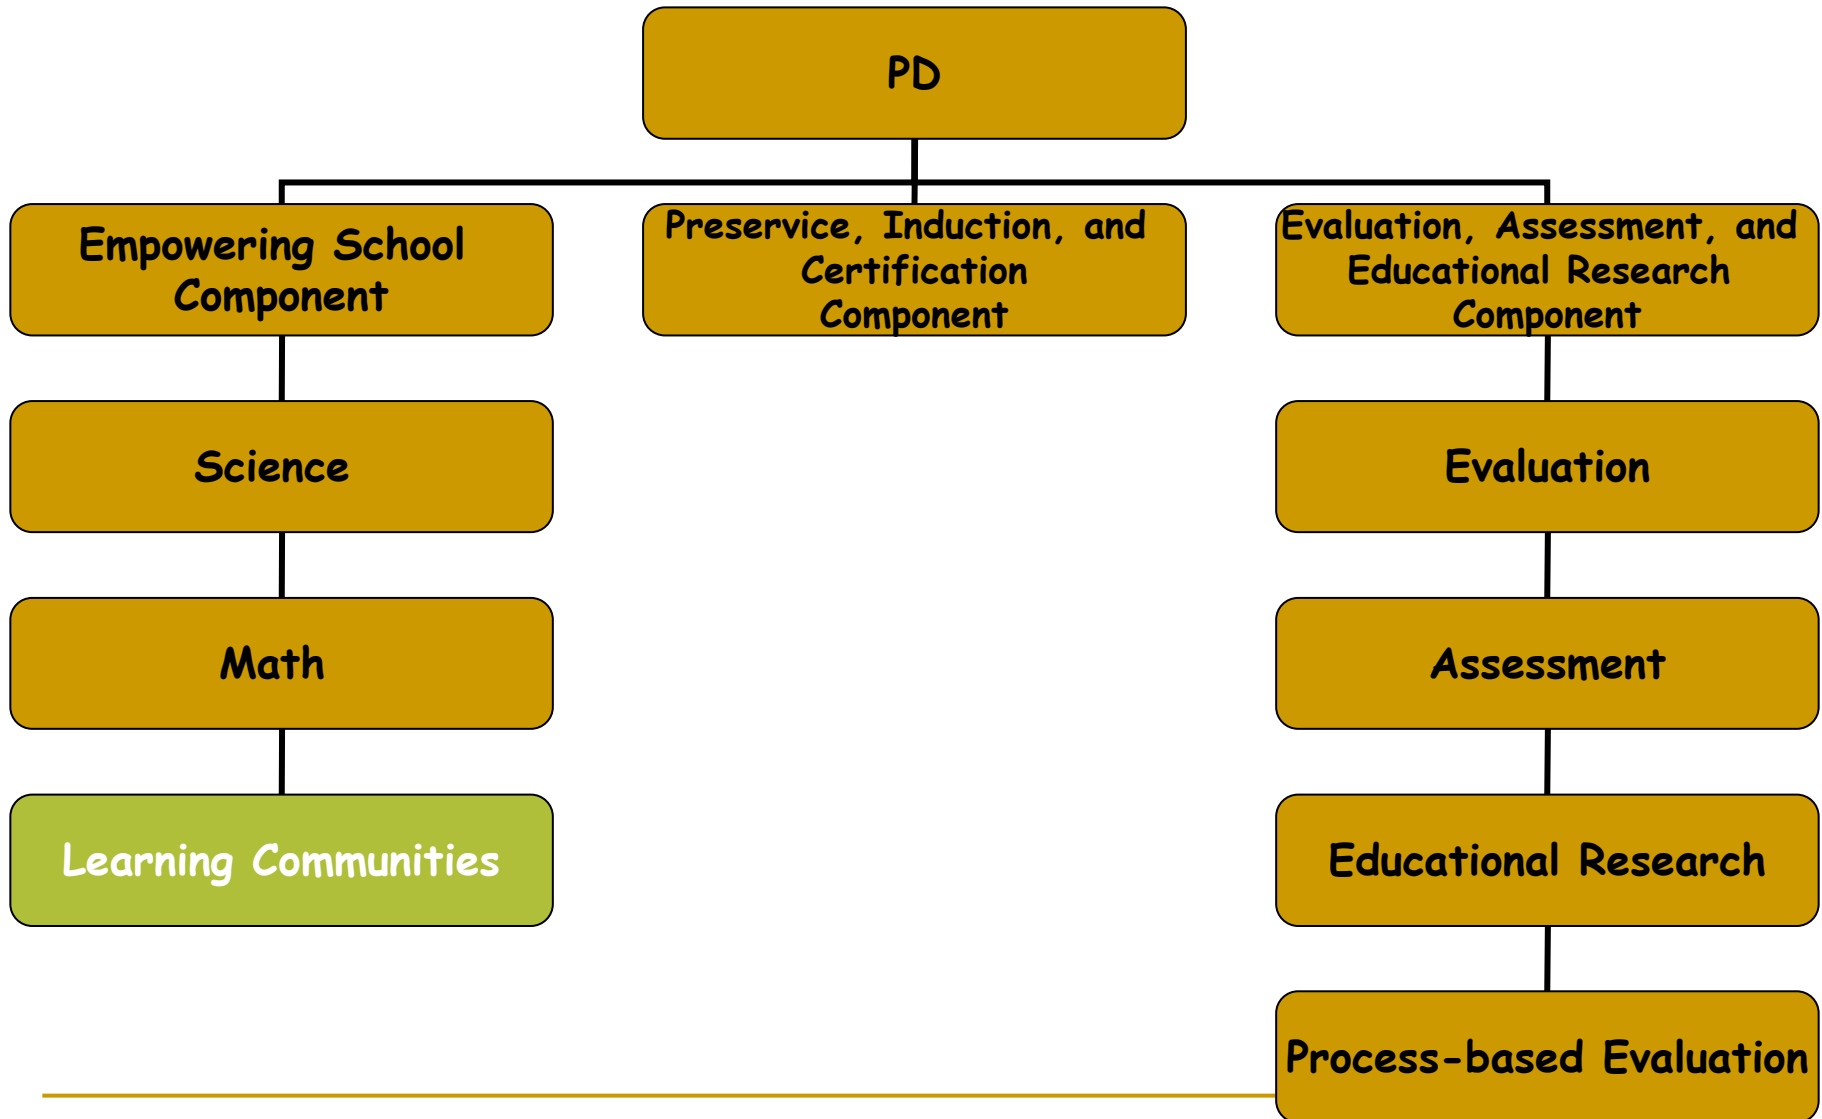 PD
Empowering School
Component
Preservice, Induction, and
Certification
Component
Evaluation, Assessment, and
Educational Research
Component
Science
Evaluation
Math
Assessment
Learning Communities
Educational Research
Process-based Evaluation